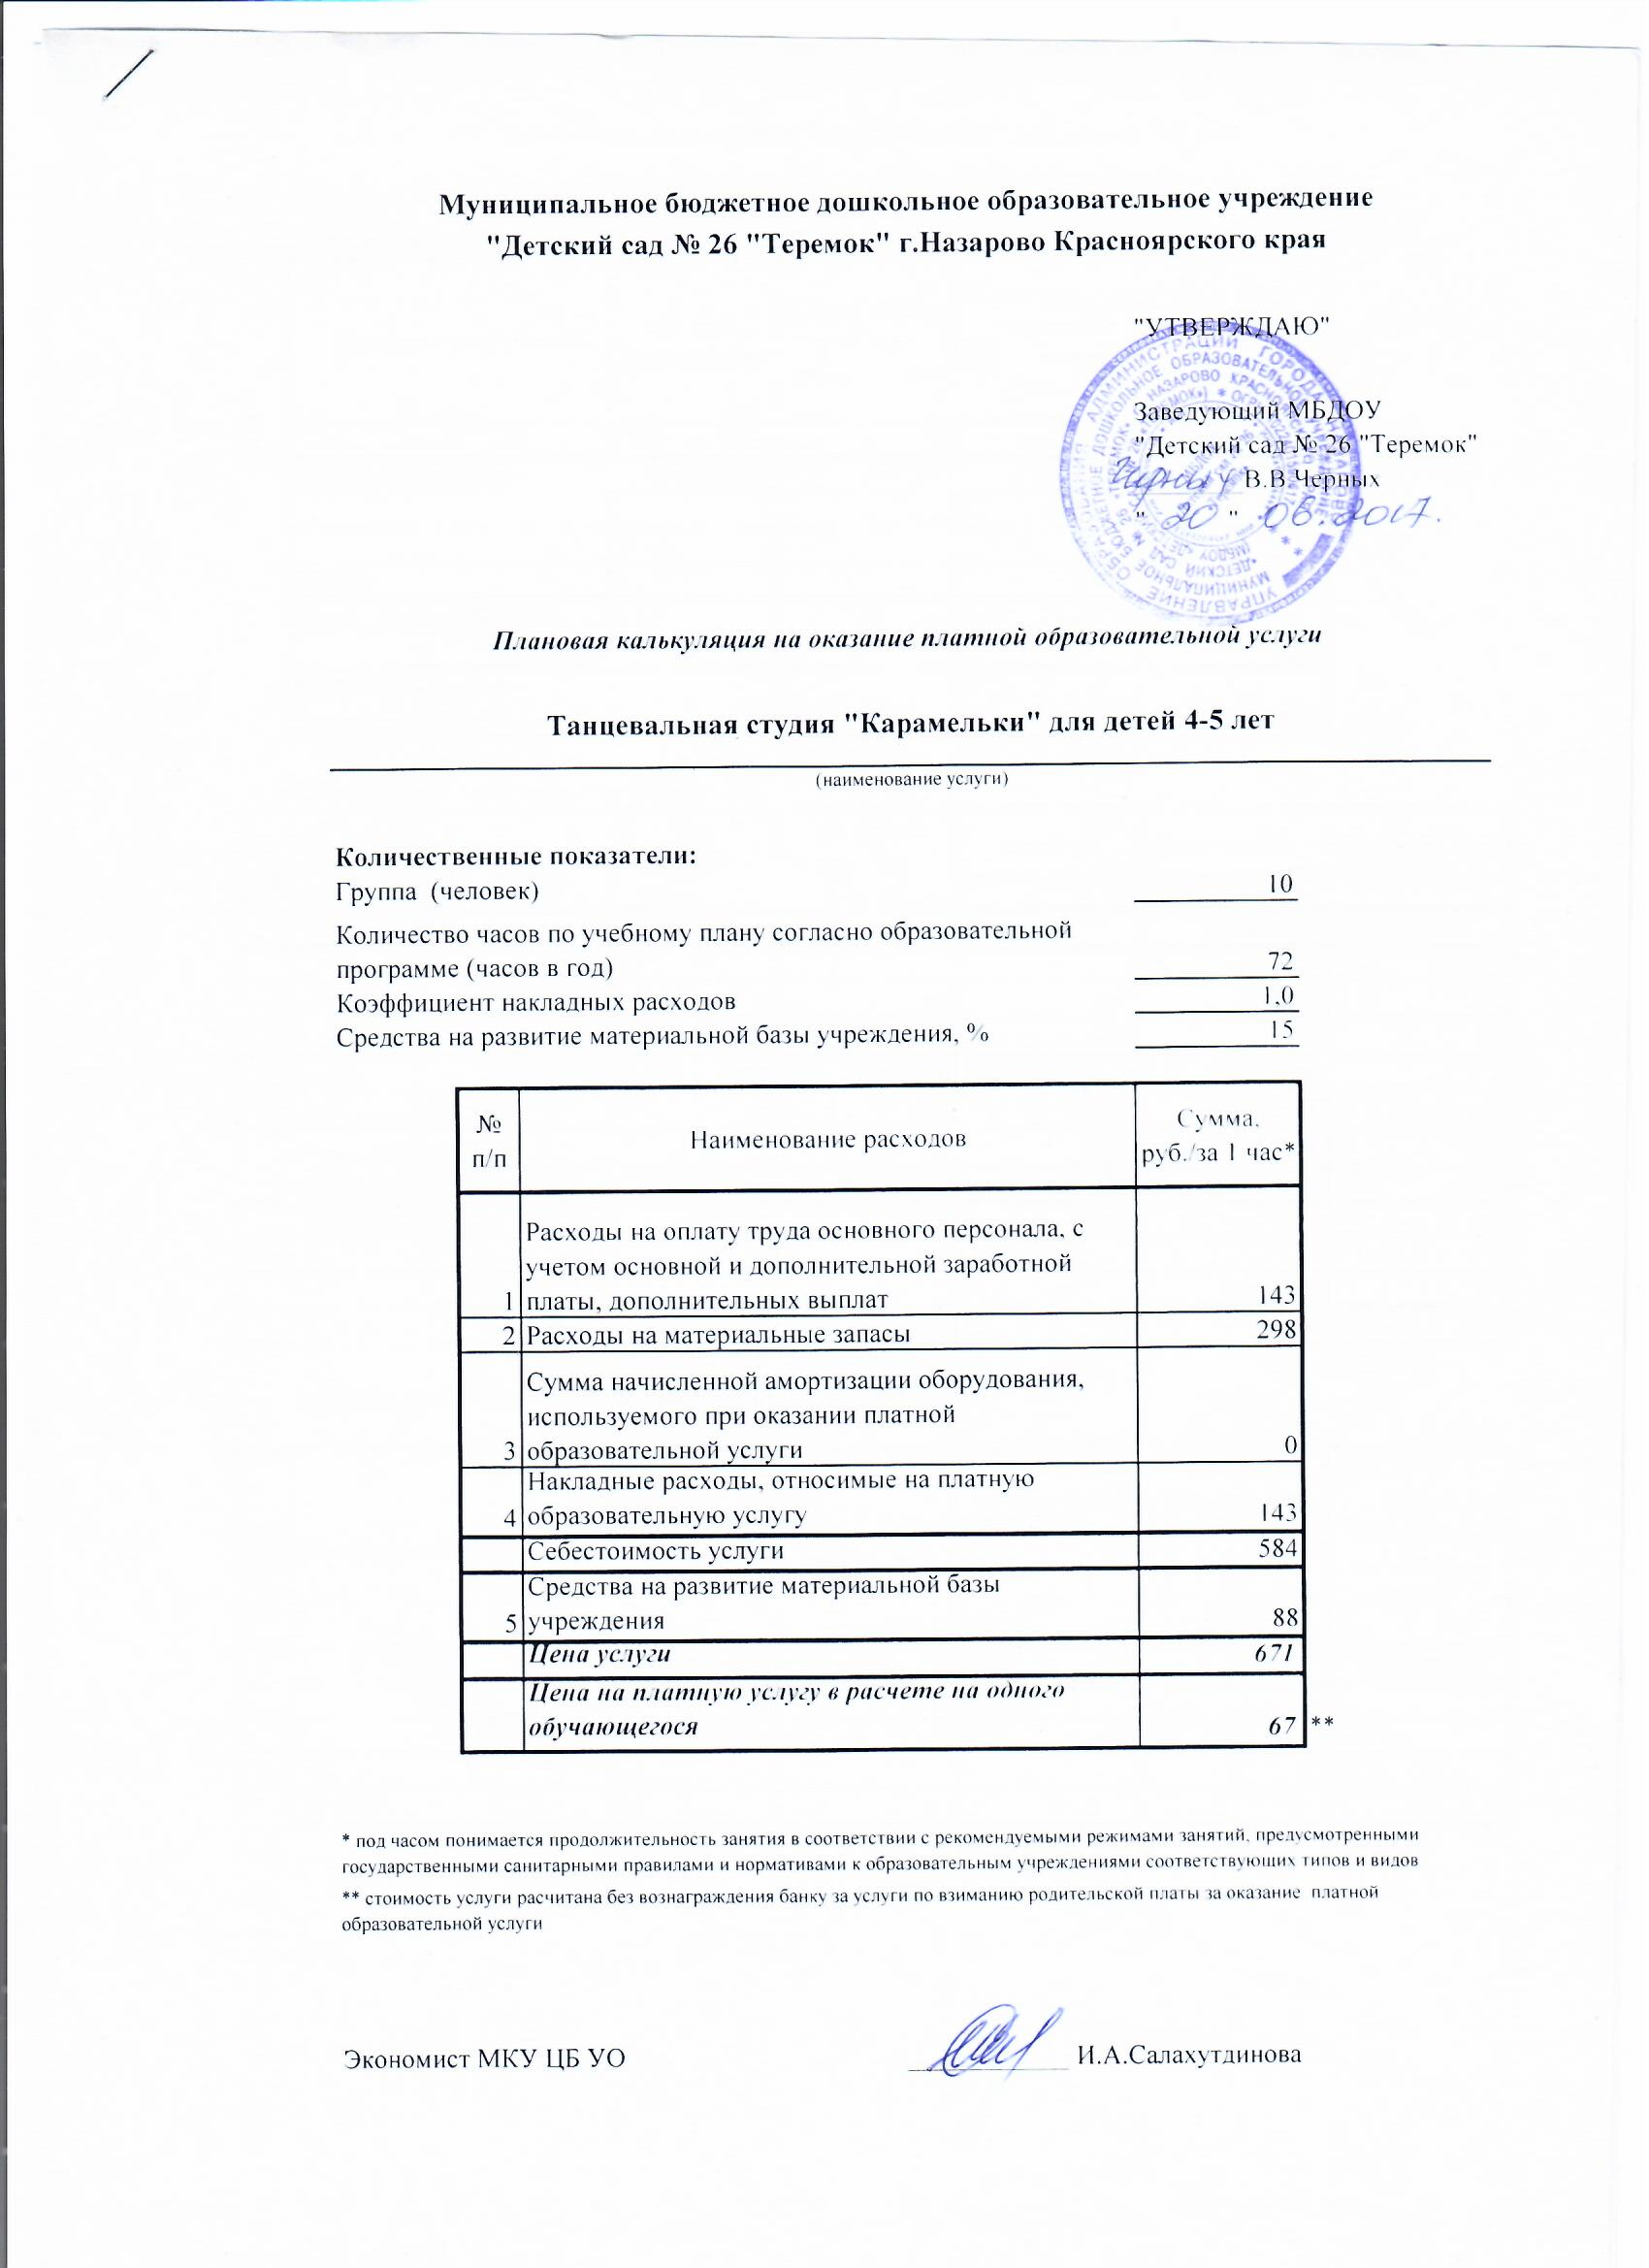 Муниципальное бюджетное дошкольное образовательное учреждение
"Детский сад № 26 "Теремок" г.Назарово Красноярского края
"УТВЕРЖДАЮ"
Заведующий МБДОУ
"Детский сад № 26 "Теремок"
В.В Черных
" 20 " 06.2017.
Плановая калькуляция на оказание платной образовательной услуги
Танцевальная студия "Карамельки" для детей 4-5 лет
(наименование услуги)
Количественные показатели:
Группа (человек) 10
Количество часов по учебному плану согласно образовательной
программе (часов в год) 72
Коэффициент накладных расходов 1,0
Средства на развитие материальной базы учреждения, % 15
№
п/п
Наименование расходов
Сумма,
руб./за 1 час*
Расходы на оплату труда основного персонала, с
учетом основной и дополнительной заработной
1 платы, дополнительных выплат 143
2 Расходы на материальные запасы 298
Сумма начисленной амортизации оборудования,
используемого при оказании платной
3 образовательной услуги 0
Накладные расходы, относимые на платную
4 образовательную услугу 143
Себестоимость услуги 584
Средства на развитие материальной базы
5 учреждения 88
Цена услуги 671
Цена на платную услугу в расчете на одного
обучающегося 67 **
* под часом понимается продолжительность занятия в соответствии с рекомендуемыми режимами занятий, предусмотренными
государственными санитарными правилами и нормативами к образовательным учреждениями соответствующих типов и видов
** стоимость услуги расчитана без вознаграждения банку за услуги по взиманию родительской платы за оказание платной
образовательной услуги
Экономист МКУ ЦБ УО И.А.Салахутдинова